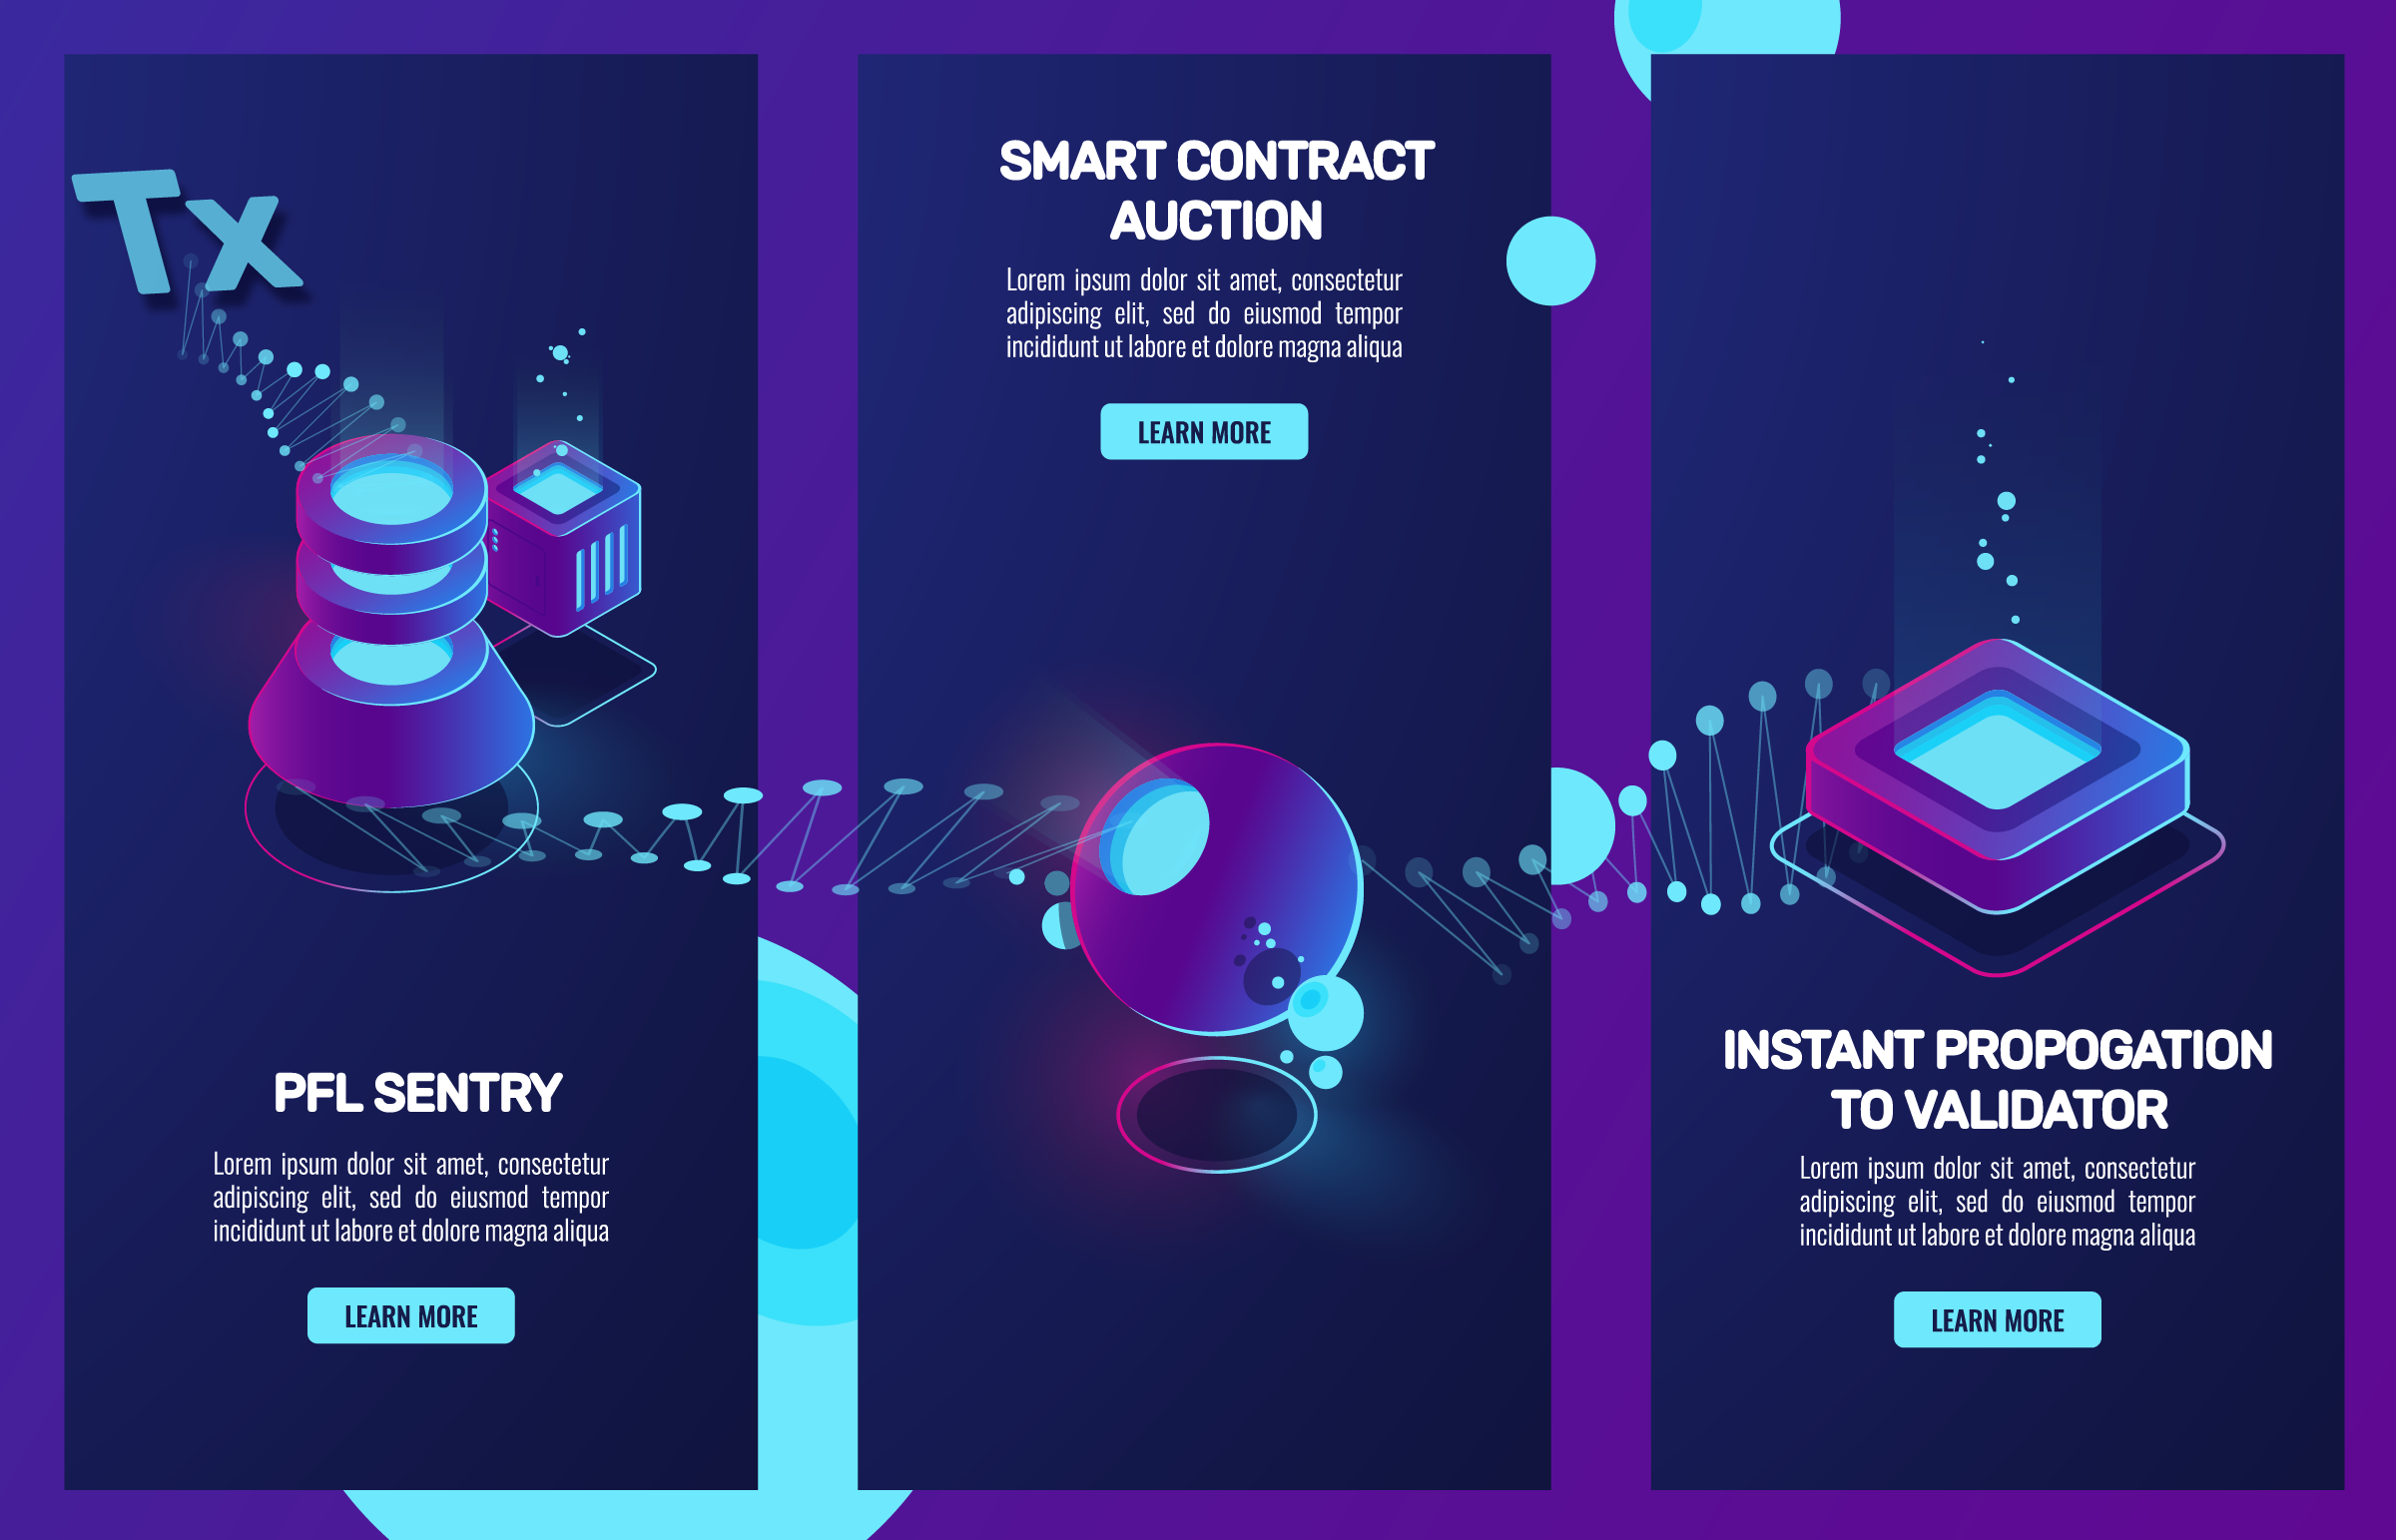 Tx
PFL SENTRY
Lorem ipsum dolor sit amet, consectetur
adipiscing elit, sed do eiusmod tempor
incididunt ut labore et dolore magna aliqua
LEARN MORE
SMART CONTRACT
AUCTION
Lorem ipsum dolor sit amet, consectetur
adipiscing elit, sed do eiusmod tempor
incididunt ut labore et dolore magna aliqua
LEARN MORE
INSTANT PROPOGATION
TO VALIDATOR
Lorem ipsum dolor sit amet, consectetur
adipiscing elit, sed do eiusmod tempor
incididunt ut labore et dolore magna aliqua
LEARN MORE